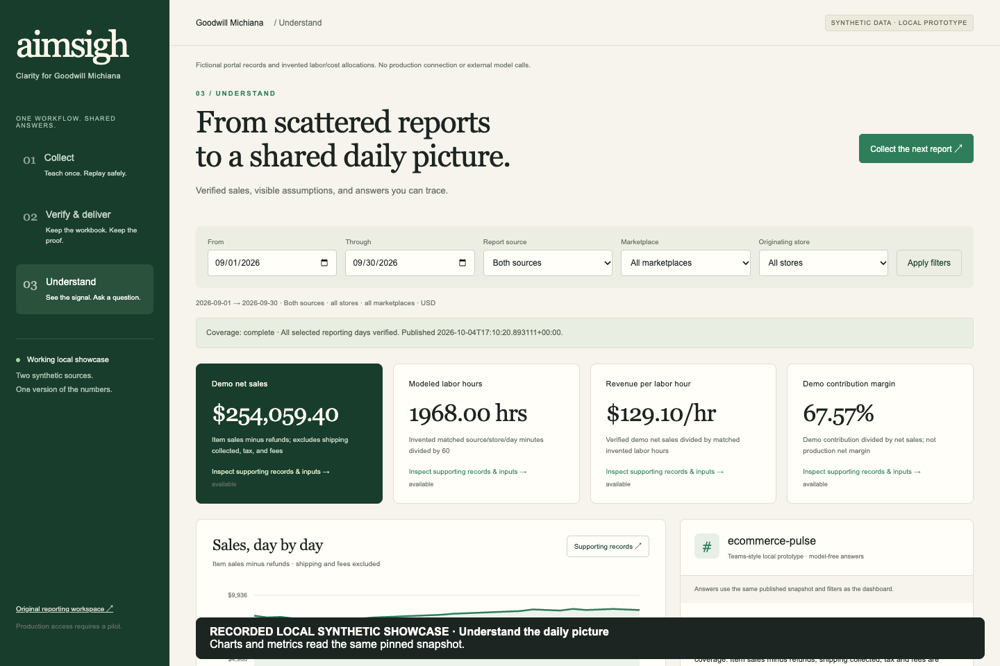 aimsigh
Clarity for Goodwill Michiana
ONE WORKFLOW. SHARED
ANSWERS.
01
Collect
Teach once. Replay safely.
02
Verify & deliver
Keep the workbook. Keep the
proof.
03
Understand
See the signal. Ask a question.
Working local showcase
Two synthetic sources.
One version of the numbers.
Original reporting workspace ↗
Production access requires a pilot.
Goodwill Michiana / Understand
SYNTHETIC DATA · LOCAL PROTOTYPE
Fictional portal records and invented labor/cost allocations. No production connection or external model calls.
03 / UNDERSTAND
From scattered reports
to a shared daily picture.
Collect the next report ↗
Verified sales, visible assumptions, and answers you can trace.
From
09/01/2026
Through
09/30/2026
Report source
Both sources
Marketplace
All marketplaces
Originating store
All stores
Apply filters
2026-09-01 → 2026-09-30 · Both sources · all stores · all marketplaces · USD
Coverage: complete · All selected reporting days verified. Published 2026-10-04T17:10:20.893111+00:00.
Demo net sales
$254,059.40
Item sales minus refunds; excludes shipping
collected, tax, and fees
Inspect supporting records & inputs →
available
Modeled labor hours
1968.00 hrs
Invented matched source/store/day minutes
divided by 60
Inspect supporting records & inputs →
available
Revenue per labor hour
$129.10/hr
Verified demo net sales divided by matched
invented labor hours
Inspect supporting records & inputs →
available
Demo contribution margin
67.57%
Demo contribution divided by net sales; not
production net margin
Inspect supporting records & inputs →
available
Sales, day by day
Supporting records ↗
Item sales minus refunds · shipping and fees excluded
$9,936
#
ecommerce-pulse
Teams-style local prototype · model-free answers
Answers use the same published snapshot and filters as the dashboard.
RECORDED LOCAL SYNTHETIC SHOWCASE · Understand the daily picture
Charts and metrics read the same pinned snapshot.
coverage. Item sales minus refunds; shipping collected, tax and fees are